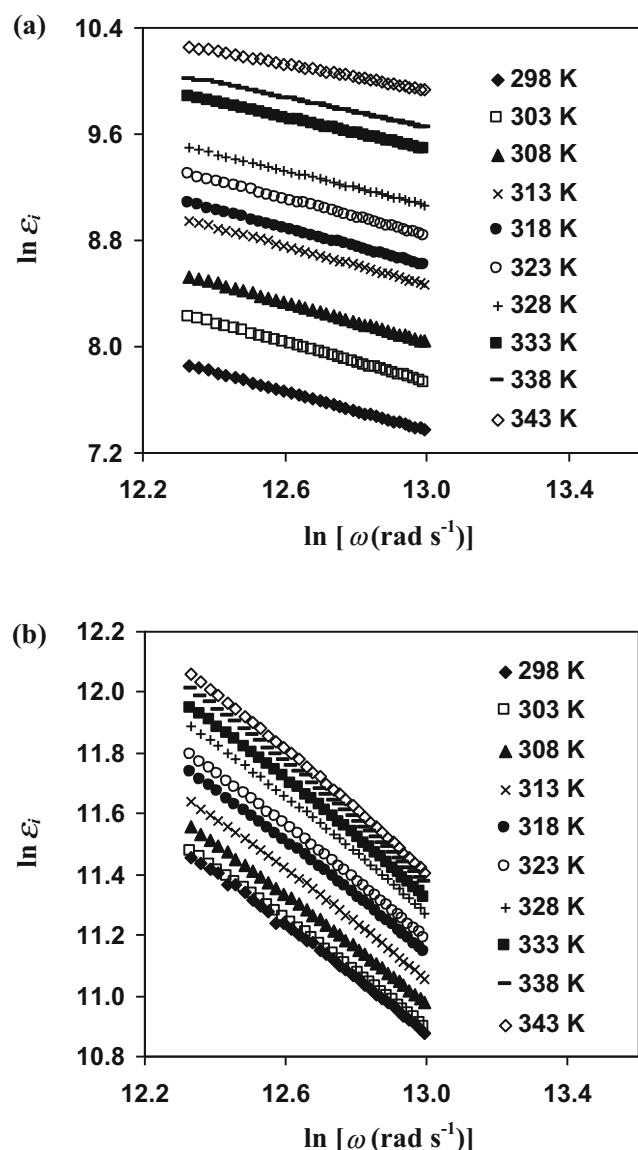 (a)
10.4
9.6
8.8
8.0
7.2
ln εi
12.2 12.6 13.0 13.4
ln [ ω(rad s-1)]
298 K
303 K
308 K
313 K
318 K
323 K
328 K
333 K
338 K
343 K
(b)
12.2
12.0
11.8
11.6
11.4
11.2
11.0
10.8
ln εi
12.2 12.6 13.0 13.4
ln [ ω(rad s-1)]
298 K
303 K
308 K
313 K
318 K
323 K
328 K
333 K
338 K
343 K